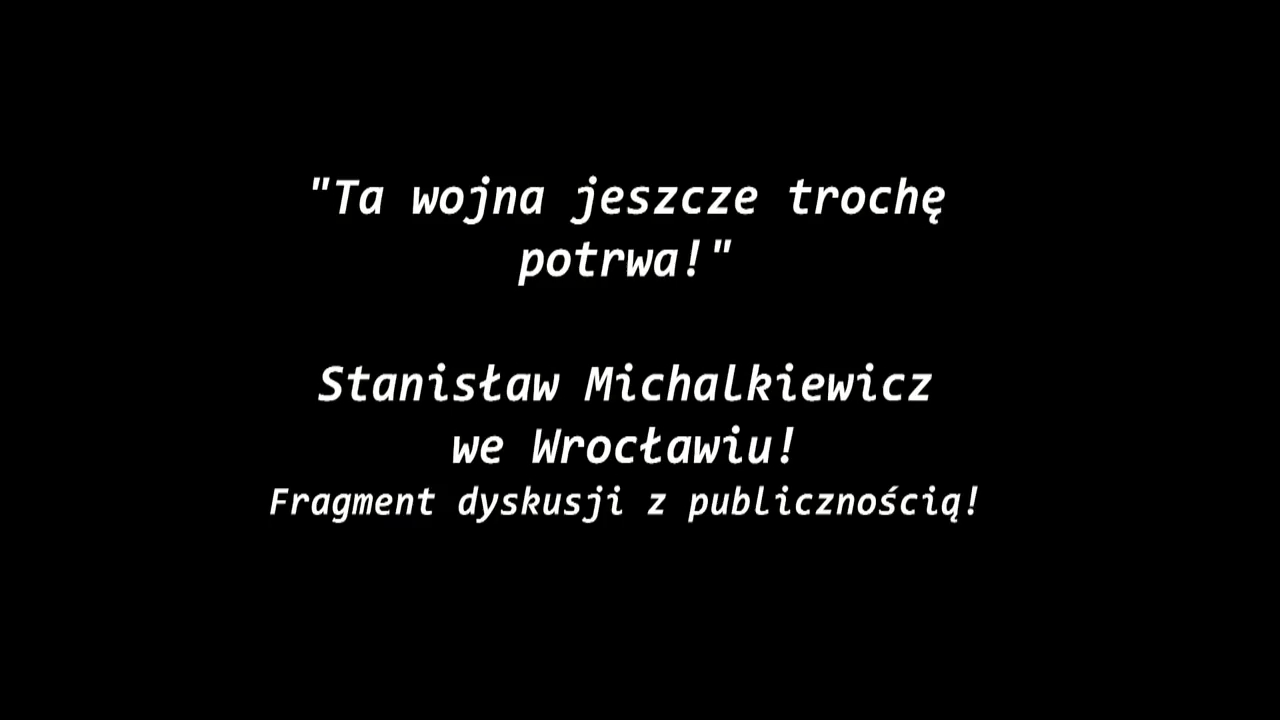 "Ta wojna jeszcze trochę
potrwa!"
Stanisław Michalkiewicz
we Wrocławiu!
Fragment dyskusji z publicznością!